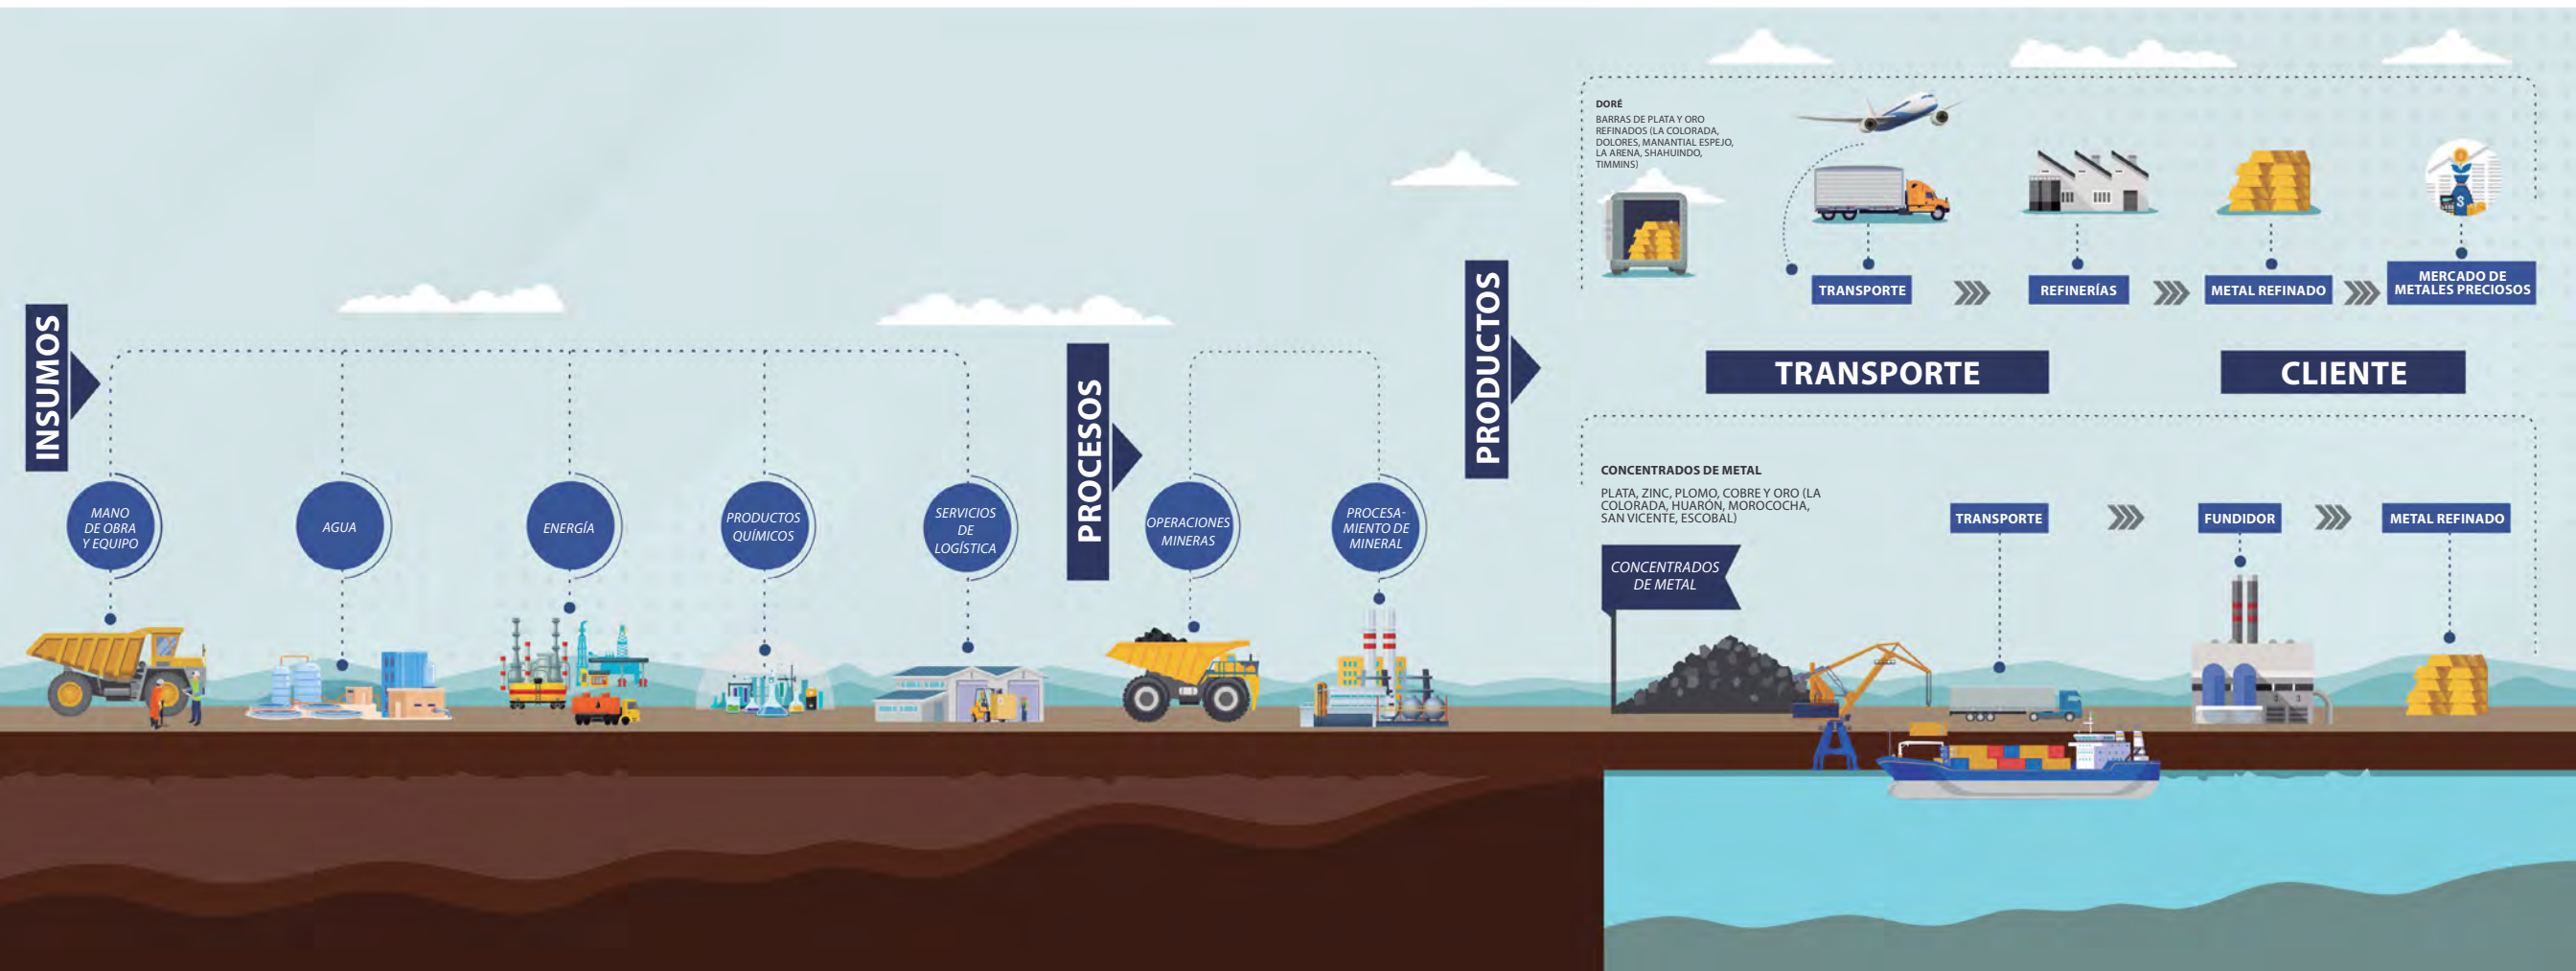 INSUMOS
MANO
DE OBRA
Y EQUIPO
AGUA
ENERGÍA
PRODUCTOS
QUÍMICOS
SERVICIOS
DE
LOGÍSTICA
PROCESOS
OPERACIONES
MINERAS
PROCESA-
MIENTO DE
MINERAL
PRODUCTOS
DORÉ
BARRAS DE PLATA Y ORO
REFINADOS (LA COLORADA,
DOLORES, MANANTIAL ESPEJO,
LA ARENA, SHAHUINDO,
TIMMINS)
$
TRANSPORTE
REFINERÍAS
METAL REFINADO
MERCADO DE
METALES PRECIOSOS
TRANSPORTE
CLIENTE
CONCENTRADOS DE METAL
PLATA, ZINC, PLOMO, COBRE Y ORO (LA
COLORADA, HUARÓN, MOROCOCHA,
SAN VICENTE, ESCOBAL)
CONCENTRADOS
DE METAL
TRANSPORTE
FUNDIDOR
METAL REFINADO